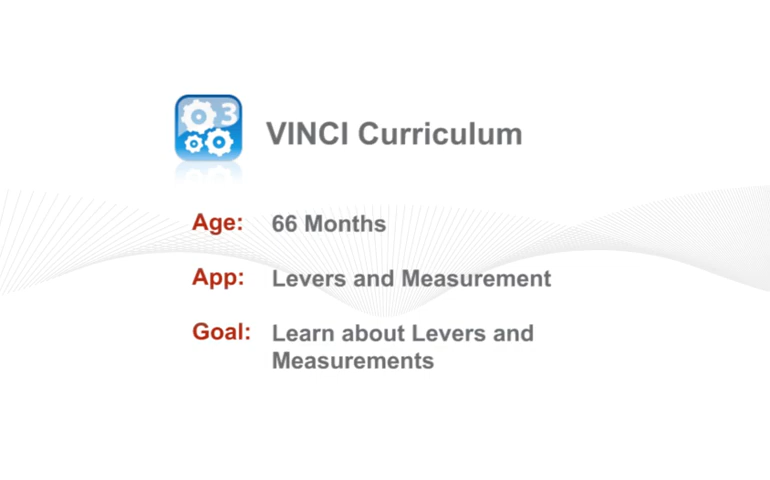 3
VINCI Curriculum
Age: 66 Months
App: Levers and Measurement
Goal: Learn about Levers and
Measurements